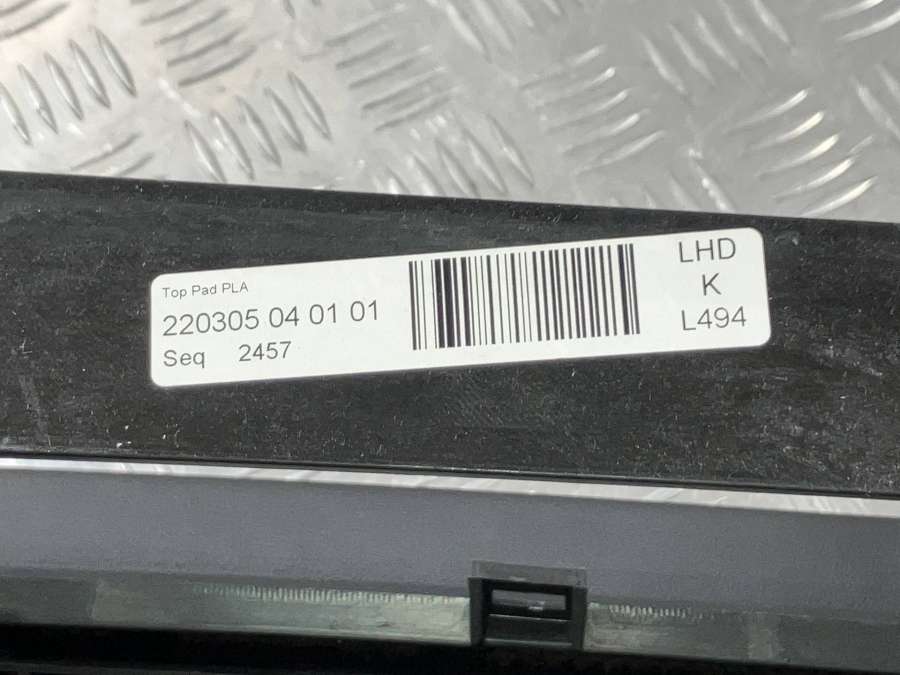 Top Pad PLA
220305 04 01 01
Seq 2457
LHD
K
L494